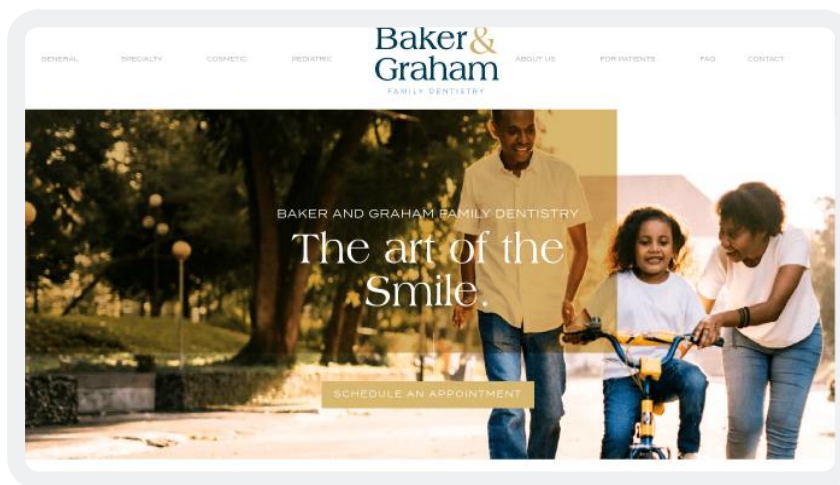 Baker&
Graham
FAMILY DENTISTRY
GENERAL SPECIALTY COSMETIC PEDIATRIC ABOUT US FOR PATIENTS FAQ CONTACT
BAKER AND GRAHAM FAMILY DENTISTRY
The art of the
Smile.
SCHEDULE AN APPOINTMENT